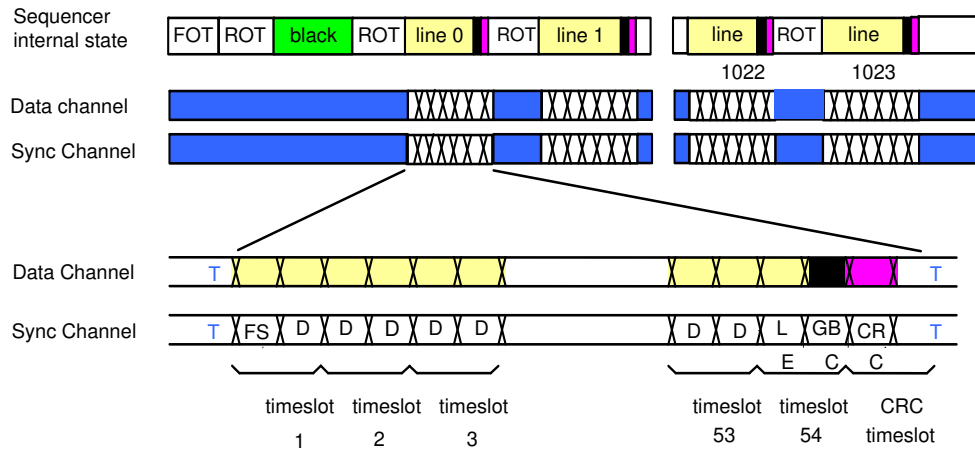 Sequencer
internal state
FOT ROT black ROT line 0 ROT line 1 line ROT line
1022 1023
Data channel
Sync Channel
Data Channel T T
Sync Channel T FS D D D D D D D L GB CR T
E C C
timeslot timeslot timeslot timeslot timeslot CRC
1 2 3 53 54 timeslot